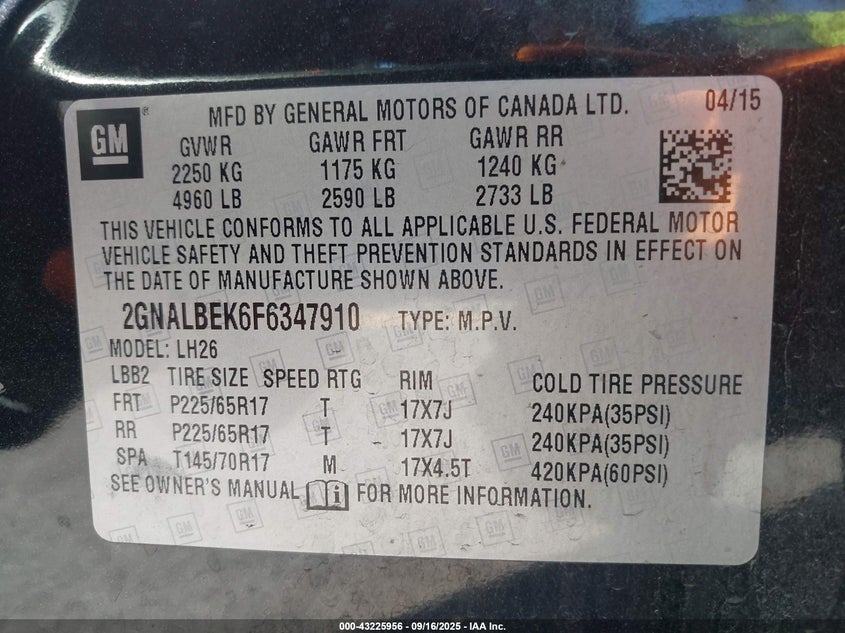 GM
MFD BY GENERAL MOTORS OF CANADA LTD. 04/15
GVWR GAWR FRT GAWR RR
2250 KG 1175 KG 1240 KG
4960 LB 2590 LB 2733 LB
THIS VEHICLE CONFORMS TO ALL APPLICABLE U.S. FEDERAL MOTOR
VEHICLE SAFETY AND THEFT PREVENTION STANDARDS IN EFFECT ON
THE DATE OF MANUFACTURE SHOWN ABOVE.
2GNALBEK6F6347910 TYPE: M.P.V.
MODEL: LH26
LBB2 TIRE SIZE SPEED RTG RIM COLD TIRE PRESSURE
FRT P225/65R17 T 17X7J 240KPA(35PSI)
RR P225/65R17 T 17X7J 240KPA(35PSI)
SPA T145/70R17 M 17X4.5T 420KPA(60PSI)
SEE OWNER'S MANUAL i FOR MORE INFORMATION.
000-43225956 - 09/16/2025 - IAA Inc.